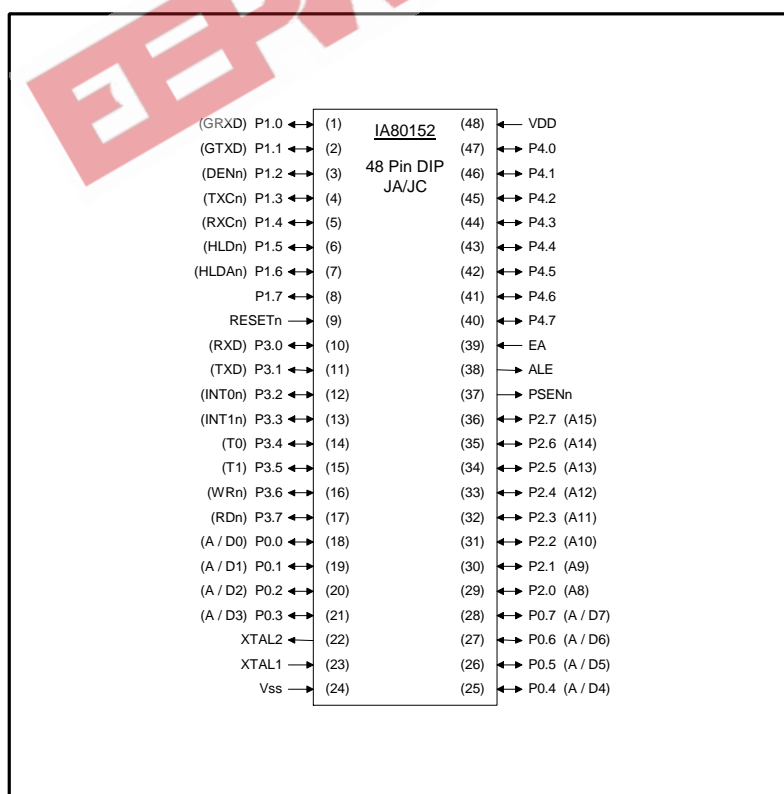 EEPW
IA80152
48 Pin DIP
JA/JC
(GRXD) P1.0 (1) (48) VDD
(GTXD) P1.1 (2) (47) P4.0
(DENn) P1.2 (3) (46) P4.1
(TXCn) P1.3 (4) (45) P4.2
(RXCn) P1.4 (5) (44) P4.3
(HLDn) P1.5 (6) (43) P4.4
(HLDAn) P1.6 (7) (42) P4.5
P1.7 (8) (41) P4.6
RESETn (9) (40) P4.7
(RXD) P3.0 (10) (39) EA
(TXD) P3.1 (11) (38) ALE
(INT0n) P3.2 (12) (37) PSENn
(INT1n) P3.3 (13) (36) P2.7 (A15)
(T0) P3.4 (14) (35) P2.6 (A14)
(T1) P3.5 (15) (34) P2.5 (A13)
(WRn) P3.6 (16) (33) P2.4 (A12)
(RDn) P3.7 (17) (32) P2.3 (A11)
(A / D0) P0.0 (18) (31) P2.2 (A10)
(A / D1) P0.1 (19) (30) P2.1 (A9)
(A / D2) P0.2 (20) (29) P2.0 (A8)
(A / D3) P0.3 (21) (28) P0.7 (A / D7)
XTAL2 (22) (27) P0.6 (A / D6)
XTAL1 (23) (26) P0.5 (A / D5)
Vss (24) (25) P0.4 (A / D4)